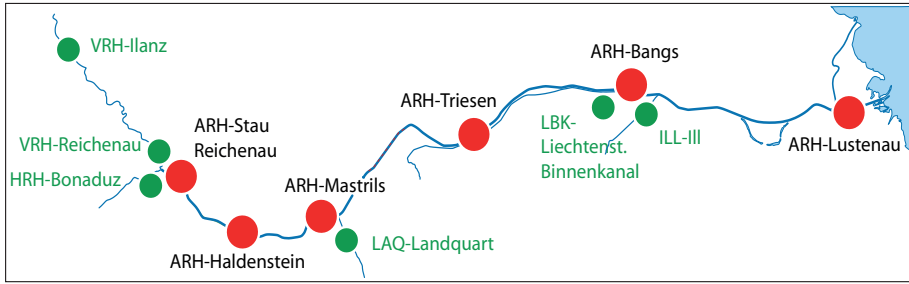 VRH-Ilanz
VRH-Reichenau
HRH-Bonaduz
ARH-Stau
Reichenau
ARH-Haldenstein
ARH-Mastrils
LAQ-Landquart
ARH-Triesen
ARH-Bangs
LBK-
Liechtenst.
Binnenkanal
ILL-Ill
ARH-Lustenau